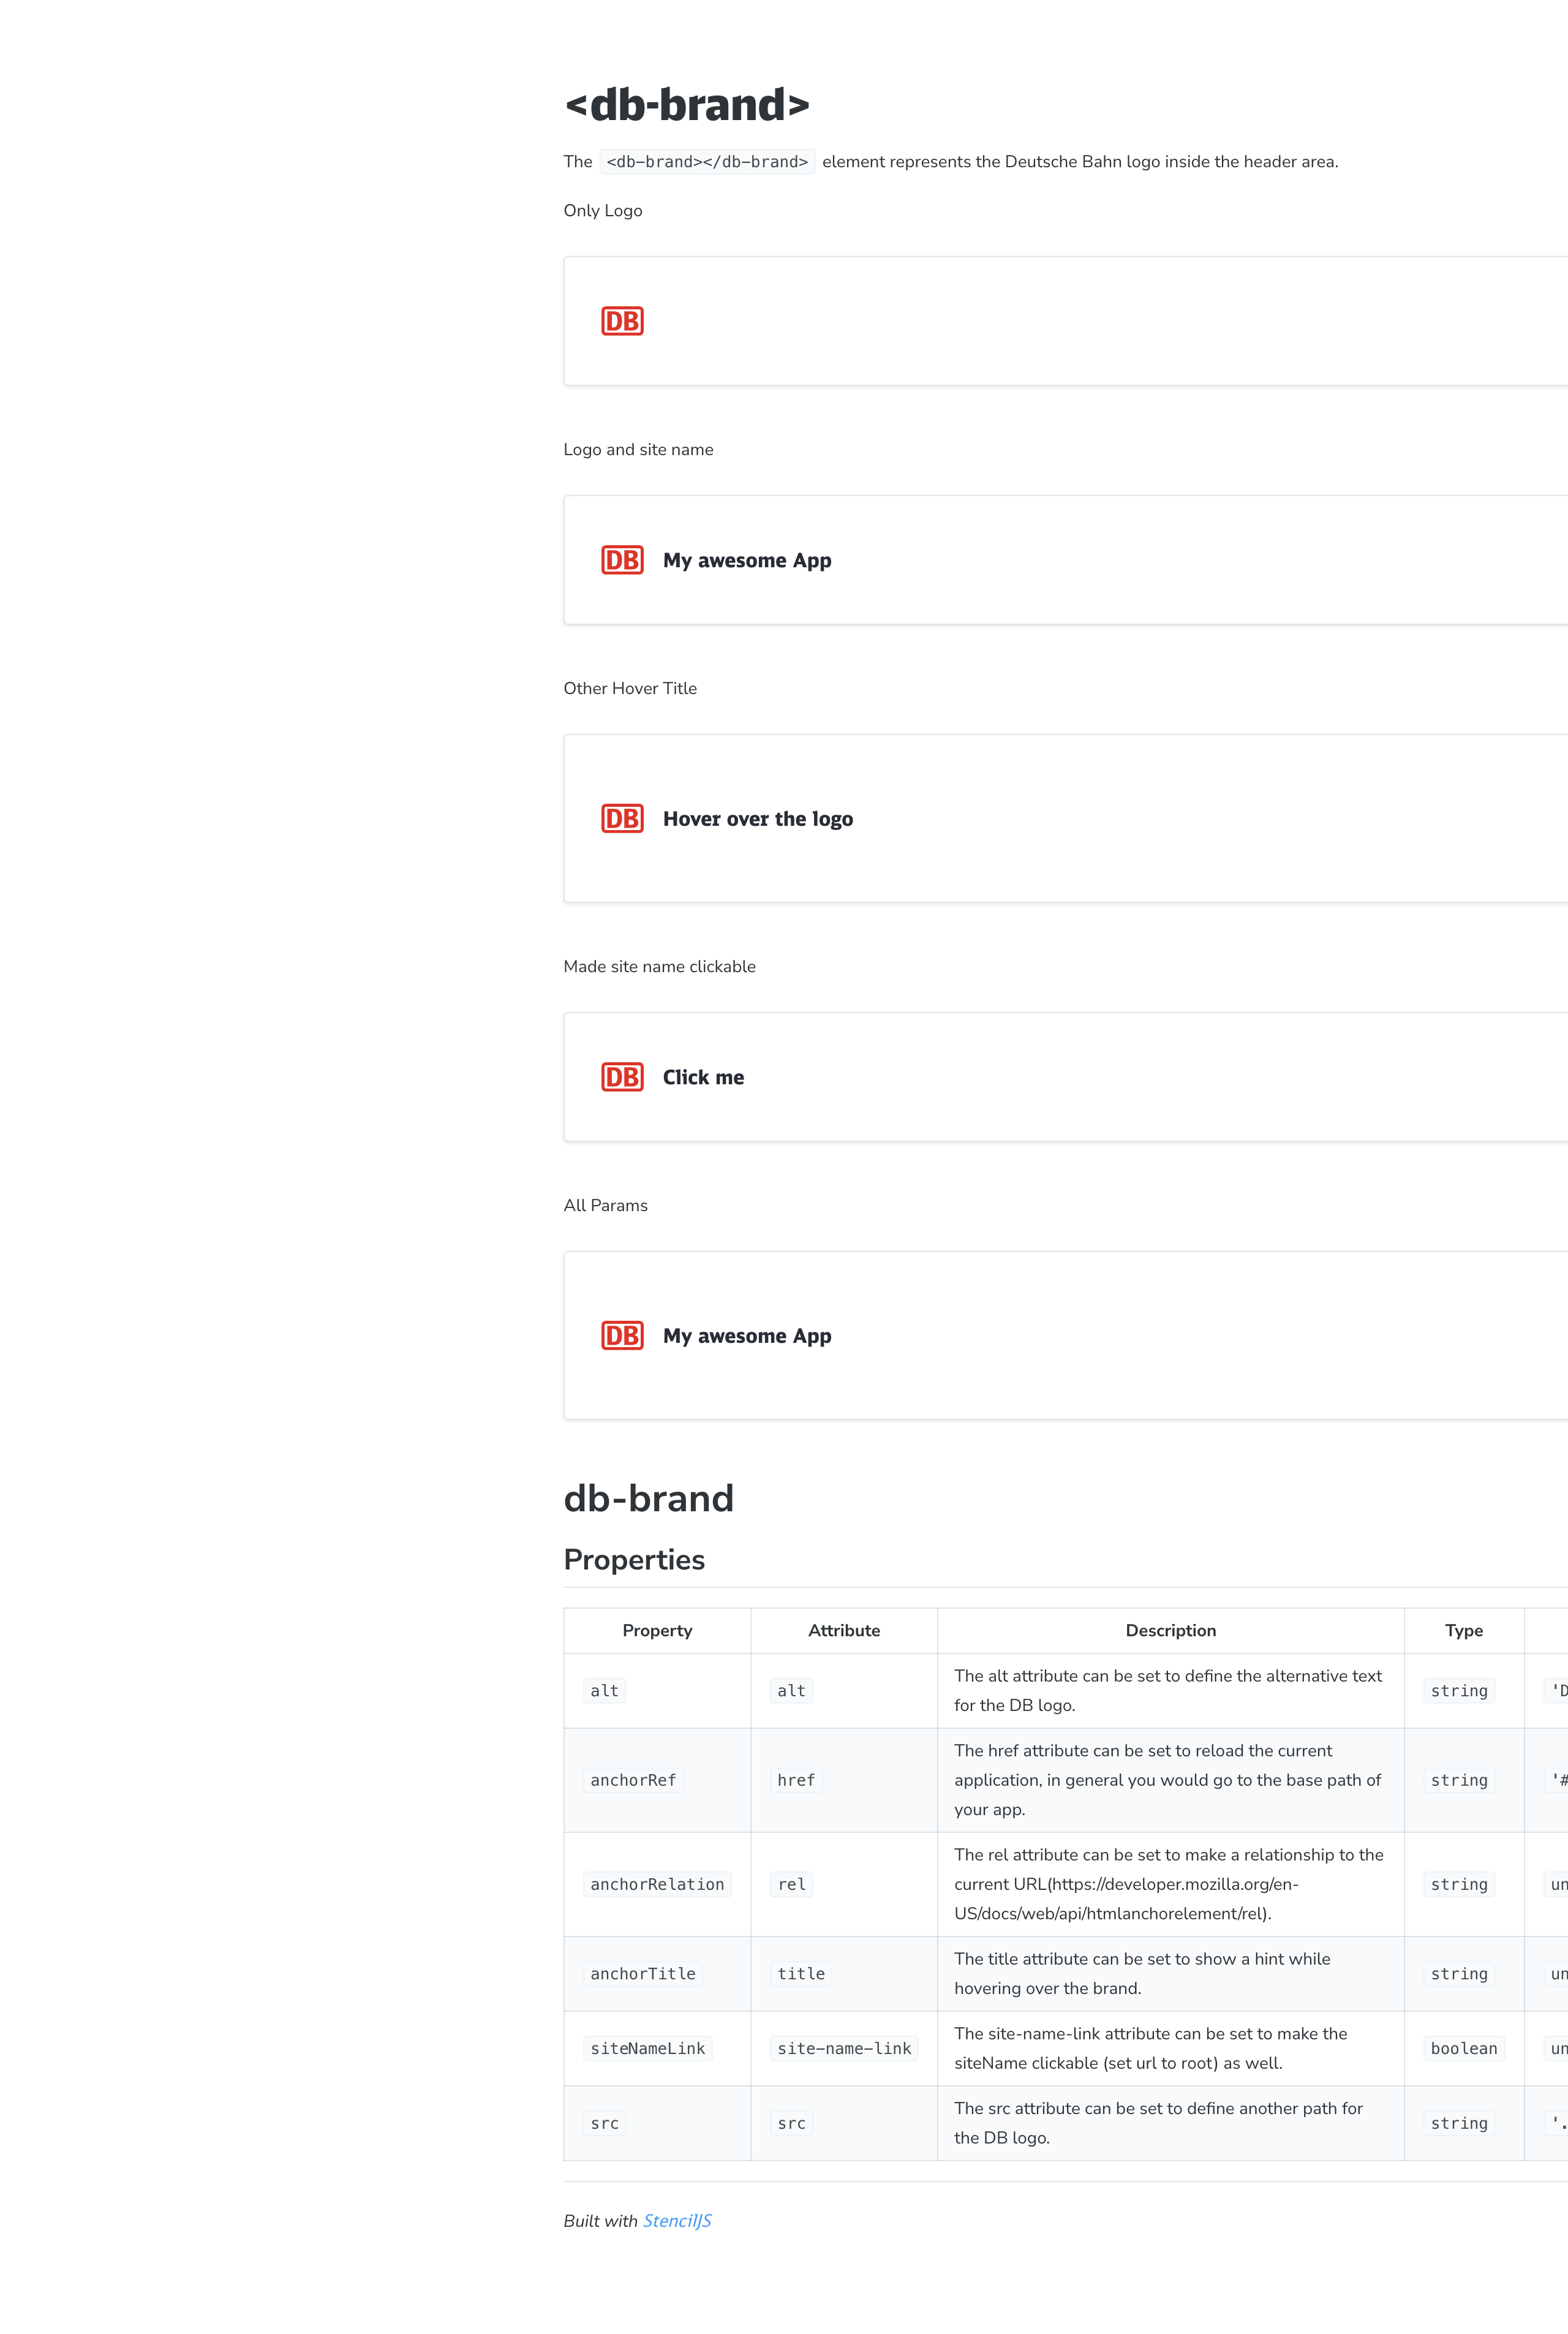 <db-brand>
The <db-brand></db-brand> element represents the Deutsche Bahn logo inside the header area.
Only Logo
DB
Logo and site name
DB My awesome App
Other Hover Title
DB Hover over the logo
Made site name clickable
DB Click me
All Params
DB My awesome App
db-brand
Properties
Property Attribute Description Type
The alt attribute can be set to define the alternative text
alt alt string 'D
for the DB logo.
The href attribute can be set to reload the current
anchorRef href application, in general you would go to the base path of string '#
your app.
The rel attribute can be set to make a relationship to the
anchorRelation rel current URL(https://developer.mozilla.org/en- string un
US/docs/web/api/htmlanchorelement/rel).
The title attribute can be set to show a hint while
anchorTitle title string un
hovering over the brand.
The site-name-link attribute can be set to make the
siteNameLink site-name-link boolean un
siteName clickable (set url to root) as well.
The src attribute can be set to define another path for
src src string '.
the DB logo.
Built with StencilJS